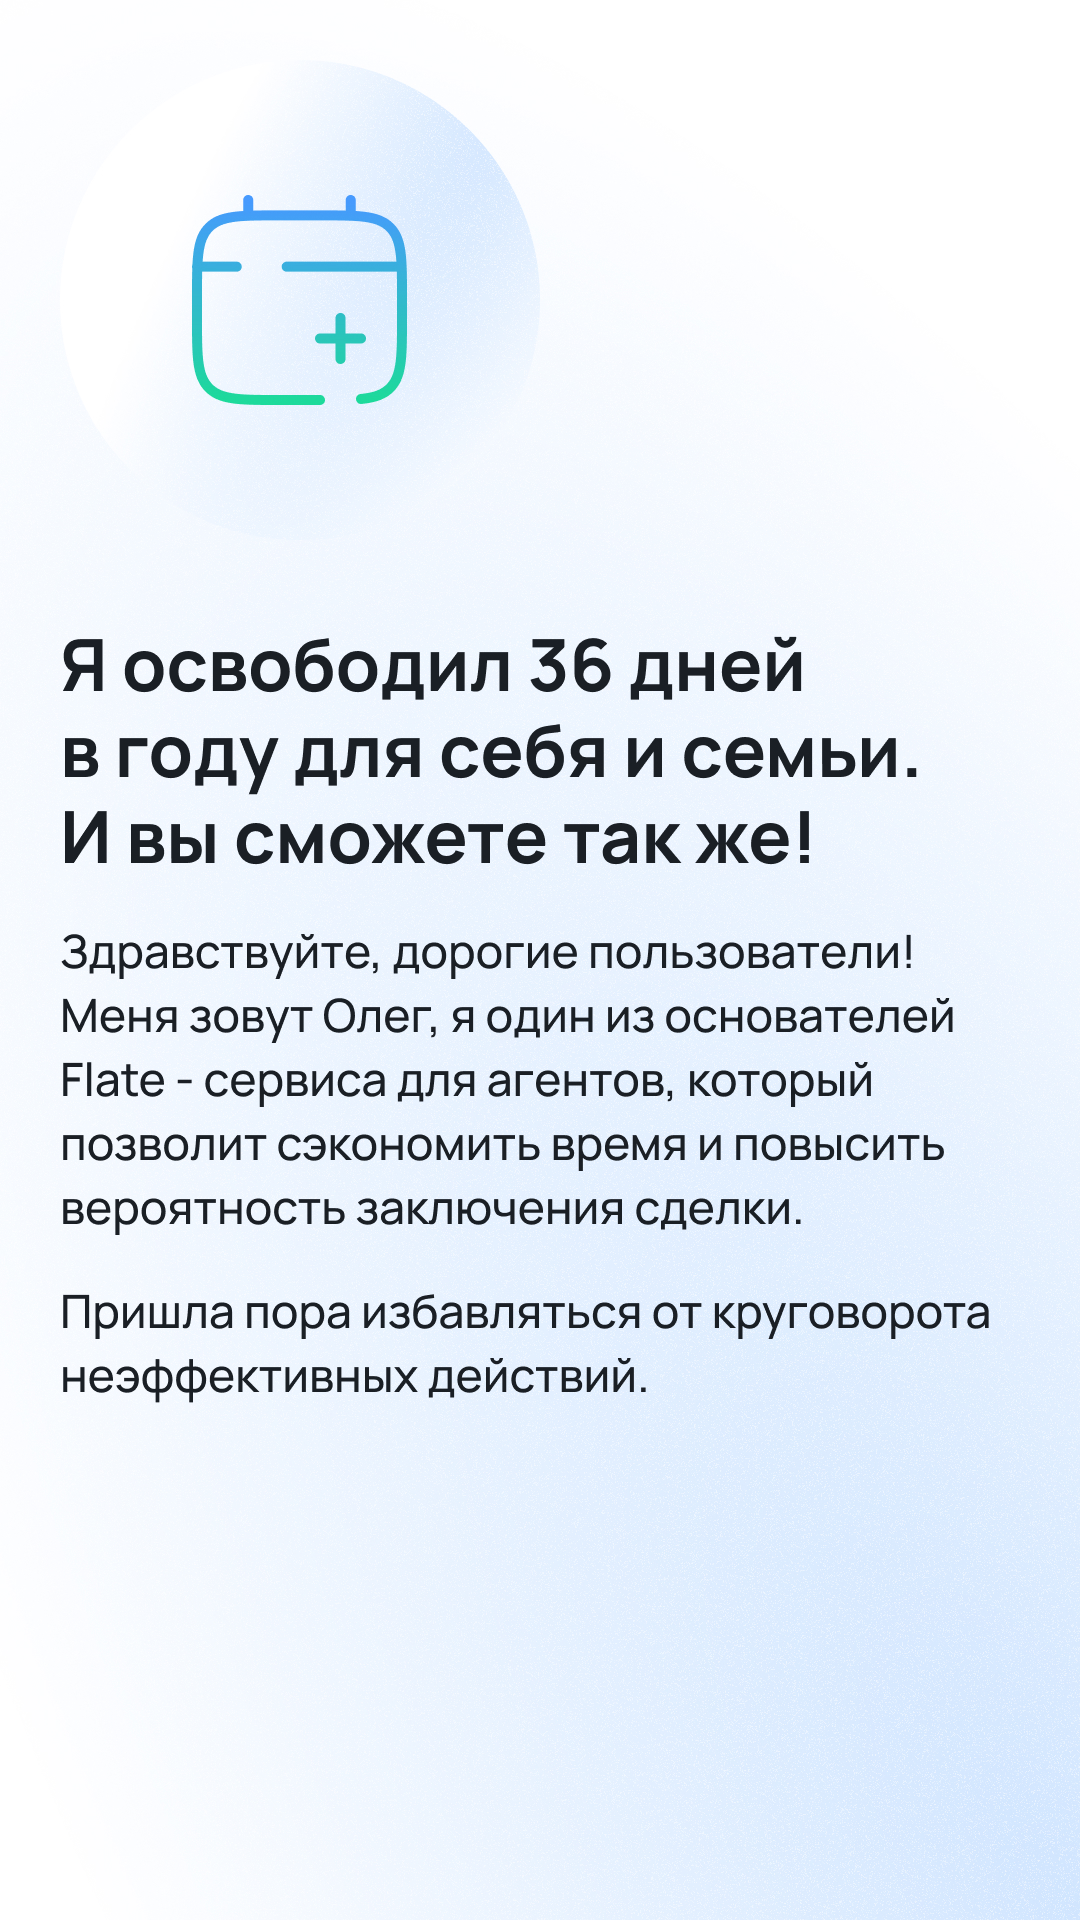 Я освободил 36 дней
в году для себя и семьи.
И вы сможете так же!
Здравствуйте, дорогие пользователи!
Меня зовут Олег, я один из основателей
Flate - сервиса для агентов, который
позволит сэкономить время и повысить
вероятность заключения сделки.
Пришла пора избавляться от круговорота
неэффективных действий.